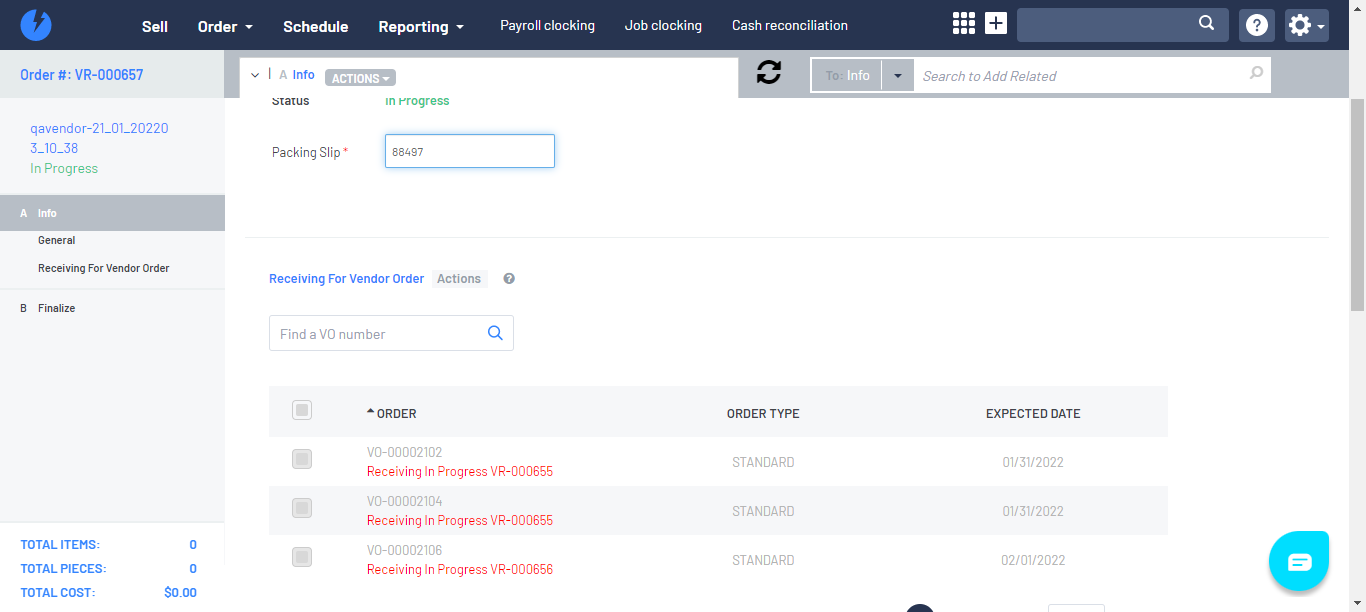 Sell Order Schedule Reporting Payroll clocking Job clocking Cash reconciliation
Order #: VR-000657
A Info ACTIONS
To: Info Search to Add Related
qavendor-21_01_20220
3_10_38
In Progress
A Info
General
Receiving For Vendor Order
B Finalize
TOTAL ITEMS: 0
TOTAL PIECES: 0
TOTAL COST: $0.00
Status In Progress
Packing Slip * 88497
Receiving For Vendor Order Actions ?
Find a VO number
ORDER ORDER TYPE EXPECTED DATE
VO-00002102
Receiving In Progress VR-000655 STANDARD 01/31/2022
VO-00002104
Receiving In Progress VR-000655 STANDARD 01/31/2022
VO-00002106
Receiving In Progress VR-000656 STANDARD 02/01/2022